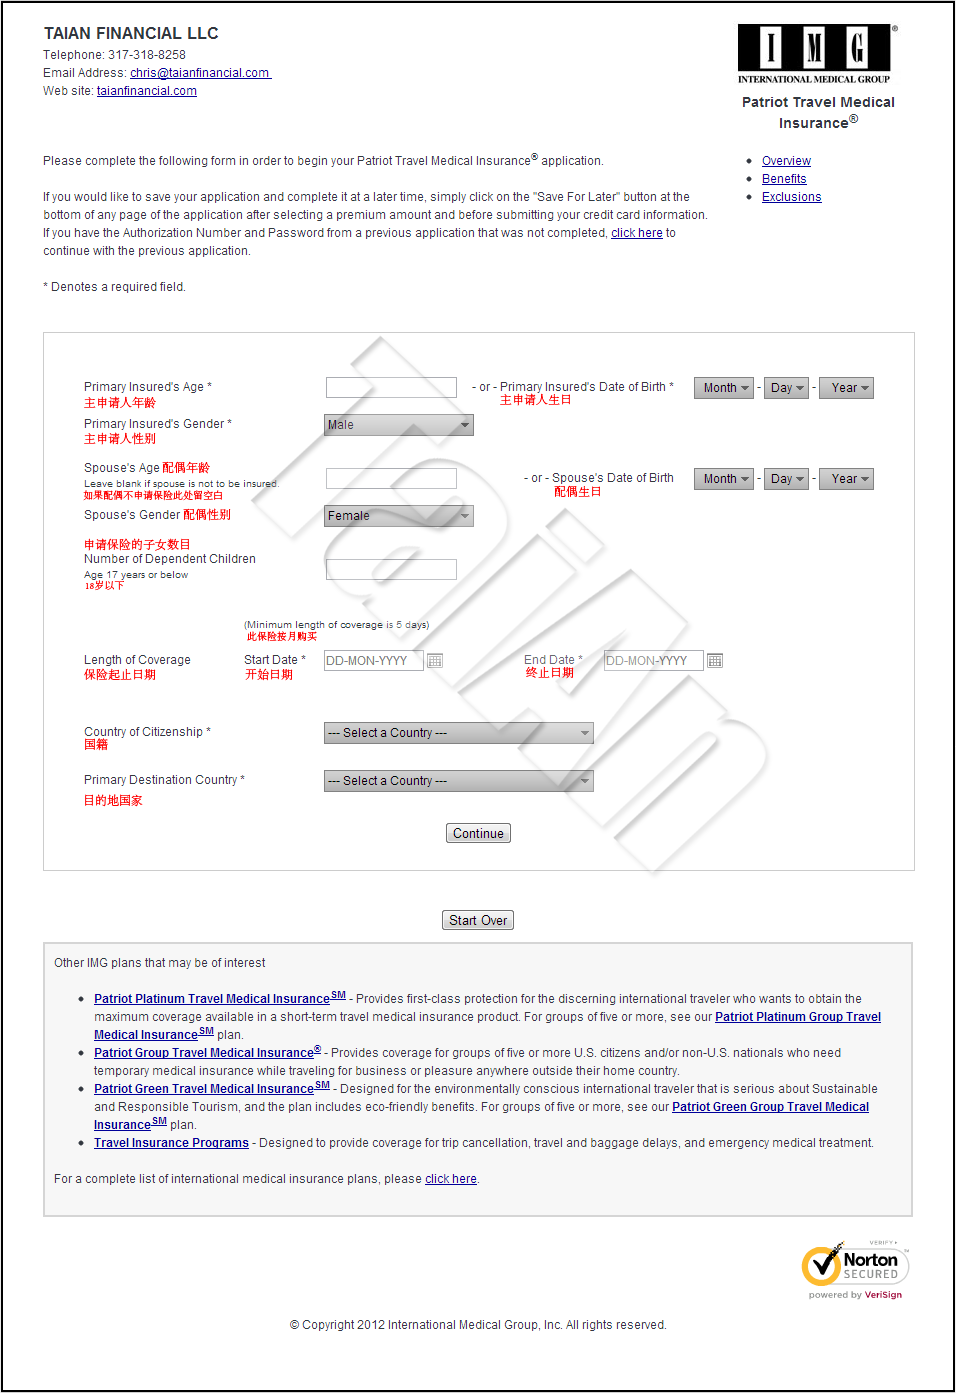 TAIAN FINANCIAL LLC
Telephone: 317-318-8258
Email Address: chris@taianfinancial.com
Web site: taianfinancial.com
IMG®
INTERNATIONAL MEDICAL GROUP
Patriot Travel Medical
Insurance®
Please complete the following form in order to begin your Patriot Travel Medical Insurance® application.
• Overview
• Benefits
• Exclusions
If you would like to save your application and complete it at a later time, simply click on the "Save For Later" button at the
bottom of any page of the application after selecting a premium amount and before submitting your credit card information.
If you have the Authorization Number and Password from a previous application that was not completed, click here to
continue with the previous application.
* Denotes a required field.
Primary Insured's Age * - or - Primary Insured's Date of Birth * Month - Day - Year
主申请人年龄 主申请人生日
Primary Insured's Gender * Male
主申请人性别
Spouse's Age 配偶年龄 - or - Spouse's Date of Birth Month - Day - Year
Leave blank if spouse is not to be insured. 配偶生日
如果配偶不申请保险此处留空白
Spouse's Gender 配偶性别 Female
申请保险的子女数目
Number of Dependent Children
Age 17 years or below
18岁以下
(Minimum length of coverage is 5 days)
此保险按月购买
Length of Coverage Start Date * DD-MON-YYYY End Date * DD-MON-YYYY
保险起止日期 开始日期 终止日期
Country of Citizenship * --- Select a Country ---
国籍
Primary Destination Country * --- Select a Country ---
目的地国家
Continue
TaiAn
Start Over
Other IMG plans that may be of interest
• Patriot Platinum Travel Medical Insurance SM - Provides first-class protection for the discerning international traveler who wants to obtain the
maximum coverage available in a short-term travel medical insurance product. For groups of five or more, see our Patriot Platinum Group Travel
Medical Insurance SM plan.
• Patriot Group Travel Medical Insurance® - Provides coverage for groups of five or more U.S. citizens and/or non-U.S. nationals who need
temporary medical insurance while traveling for business or pleasure anywhere outside their home country.
• Patriot Green Travel Medical Insurance SM - Designed for the environmentally conscious international traveler that is serious about Sustainable
and Responsible Tourism, and the plan includes eco-friendly benefits. For groups of five or more, see our Patriot Green Group Travel Medical
Insurance SM plan.
• Travel Insurance Programs - Designed to provide coverage for trip cancellation, travel and baggage delays, and emergency medical treatment.
For a complete list of international medical insurance plans, please click here.
VERIFY
Norton™
SECURED
powered by VeriSign
© Copyright 2012 International Medical Group, Inc. All rights reserved.